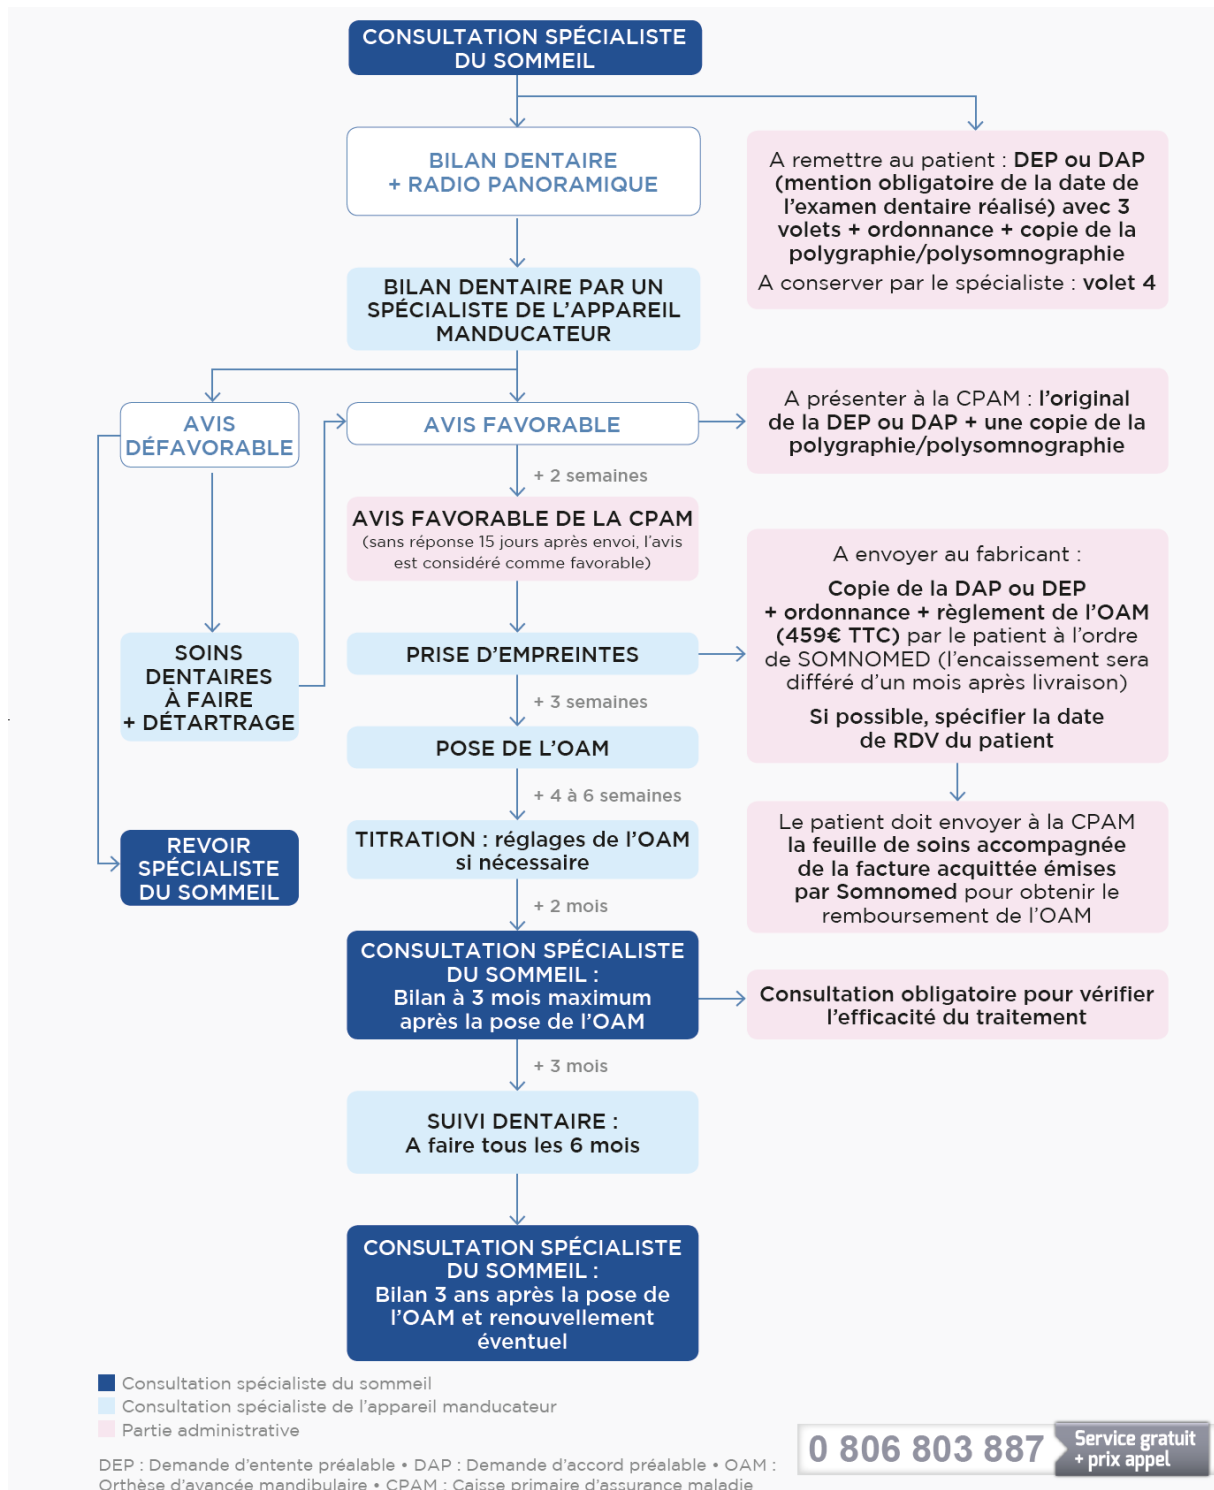 CONSULTATION SPÉCIALISTE
DU SOMMEIL
BILAN DENTAIRE
+ RADIO PANORAMIQUE
A remettre au patient : DEP ou DAP
(mention obligatoire de la date de
l'examen dentaire réalisé) avec 3
volets + ordonnance + copie de la
polygraphie/polysomnographie
A conserver par le spécialiste : volet 4
BILAN DENTAIRE PAR UN
SPÉCIALISTE DE L'APPAREIL
MANDUCATEUR
AVIS
DÉFAVORABLE
AVIS FAVORABLE
A présenter à la CPAM : l'original
de la DEP ou DAP + une copie de la
polygraphie/polysomnographie
+ 2 semaines
AVIS FAVORABLE DE LA CPAM
(sans réponse 15 jours après envoi, l'avis
est considéré comme favorable)
A envoyer au fabricant :
Copie de la DAP ou DEP
+ ordonnance + règlement de l'OAM
(459€ TTC) par le patient à l'ordre
de SOMNOMED (l'encaissement sera
différé d'un mois après livraison)
Si possible, spécifier la date
de RDV du patient
SOINS
DENTAIRES
À FAIRE
+ DÉTARTRAGE
PRISE D'EMPREINTES
+ 3 semaines
POSE DE L'OAM
+ 4 à 6 semaines
TITRATION : réglages de l'OAM
si nécessaire
Le patient doit envoyer à la CPAM
la feuille de soins accompagnée
de la facture acquittée émises
par Somnomed pour obtenir le
remboursement de l'OAM
REVOIR
SPÉCIALISTE
DU SOMMEIL
+ 2 mois
CONSULTATION SPÉCIALISTE
DU SOMMEIL :
Bilan à 3 mois maximum
après la pose de l'OAM
Consultation obligatoire pour vérifier
l'efficacité du traitement
+ 3 mois
SUIVI DENTAIRE :
A faire tous les 6 mois
CONSULTATION SPÉCIALISTE
DU SOMMEIL :
Bilan 3 ans après la pose de
l'OAM et renouvellement
éventuel
Consultation spécialiste du sommeil
Consultation spécialiste de l'appareil manducateur
Partie administrative
DEP : Demande d'entente préalable • DAP : Demande d'accord préalable • OAM :
Orthèse d'avancée mandibulaire • CPAM : Caisse primaire d'assurance maladie
0 806 803 887
Service gratuit
+ prix appel